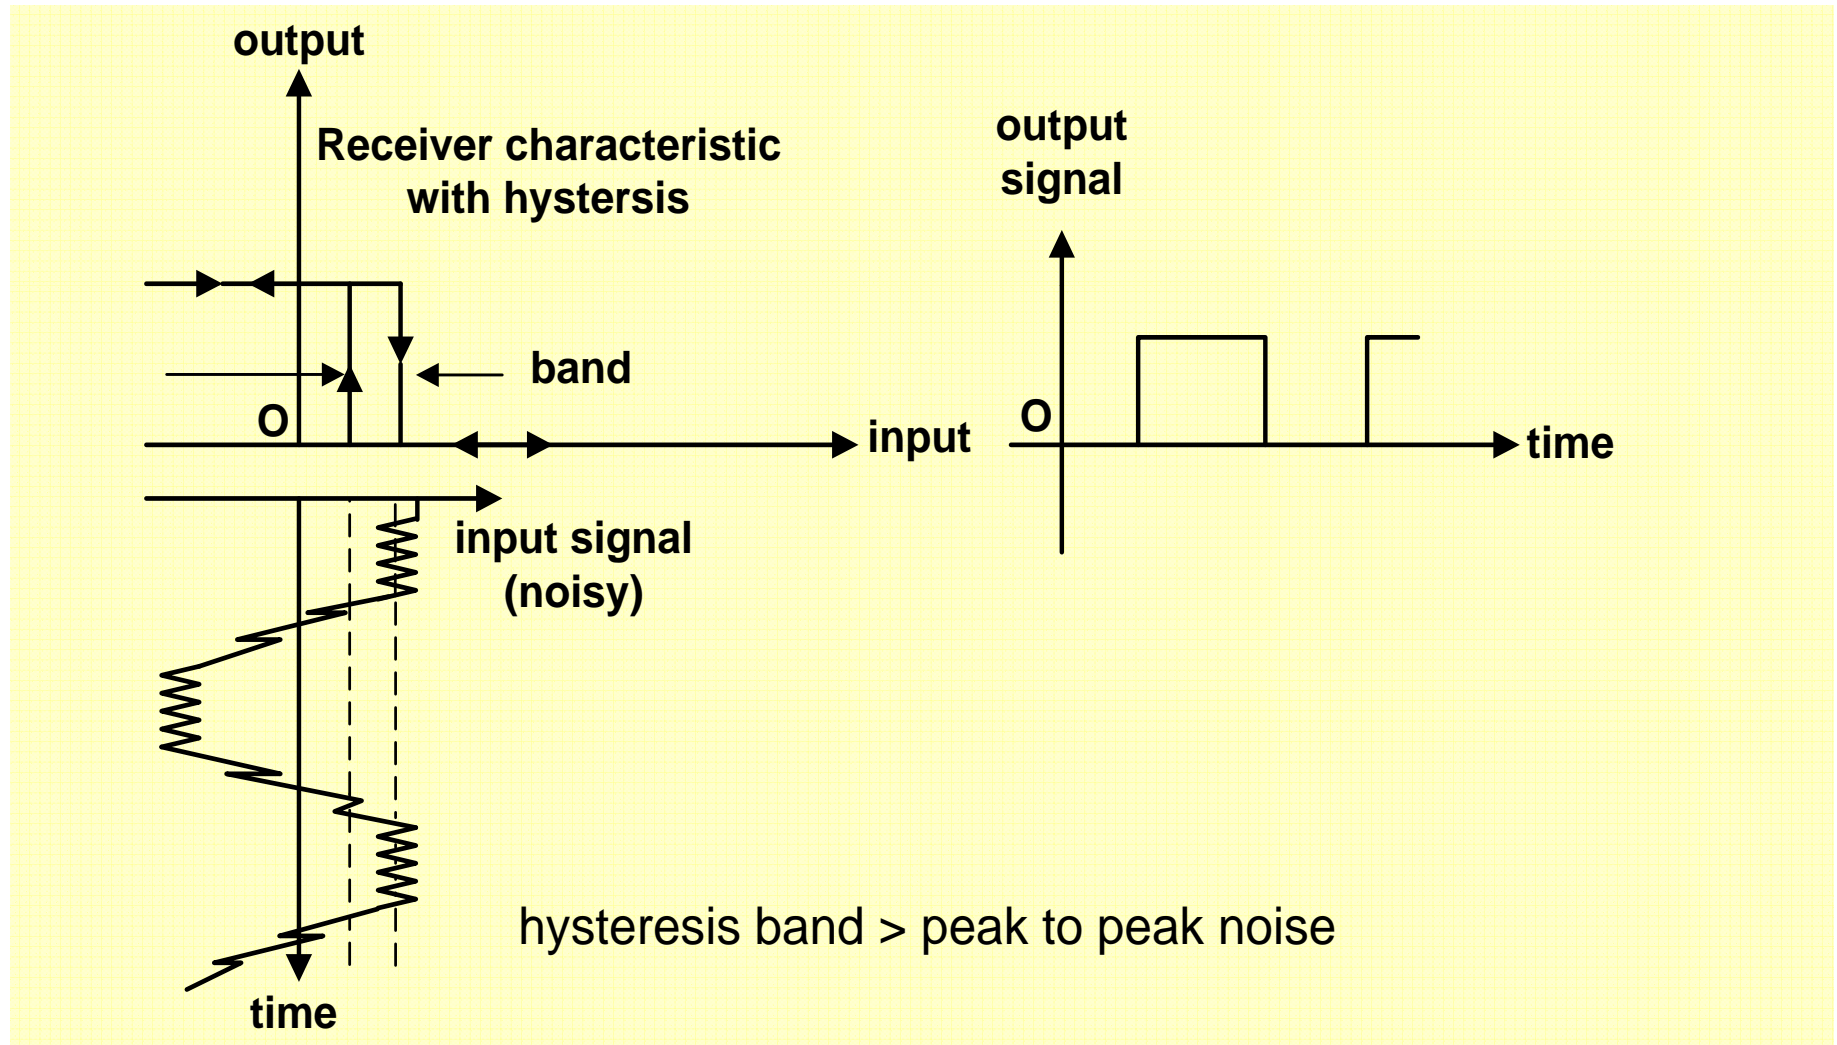 output
Receiver characteristic
with hystersis
band
O
input
input signal
(noisy)
time
output
signal
O
time
hysteresis band > peak to peak noise